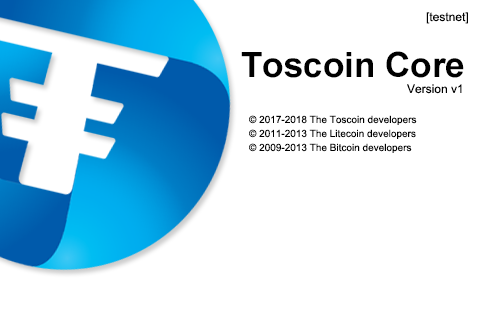 [testnet]
Toscoin Core
Version v1
© 2017-2018 The Toscoin developers
© 2011-2013 The Litecoin developers
© 2009-2013 The Bitcoin developers